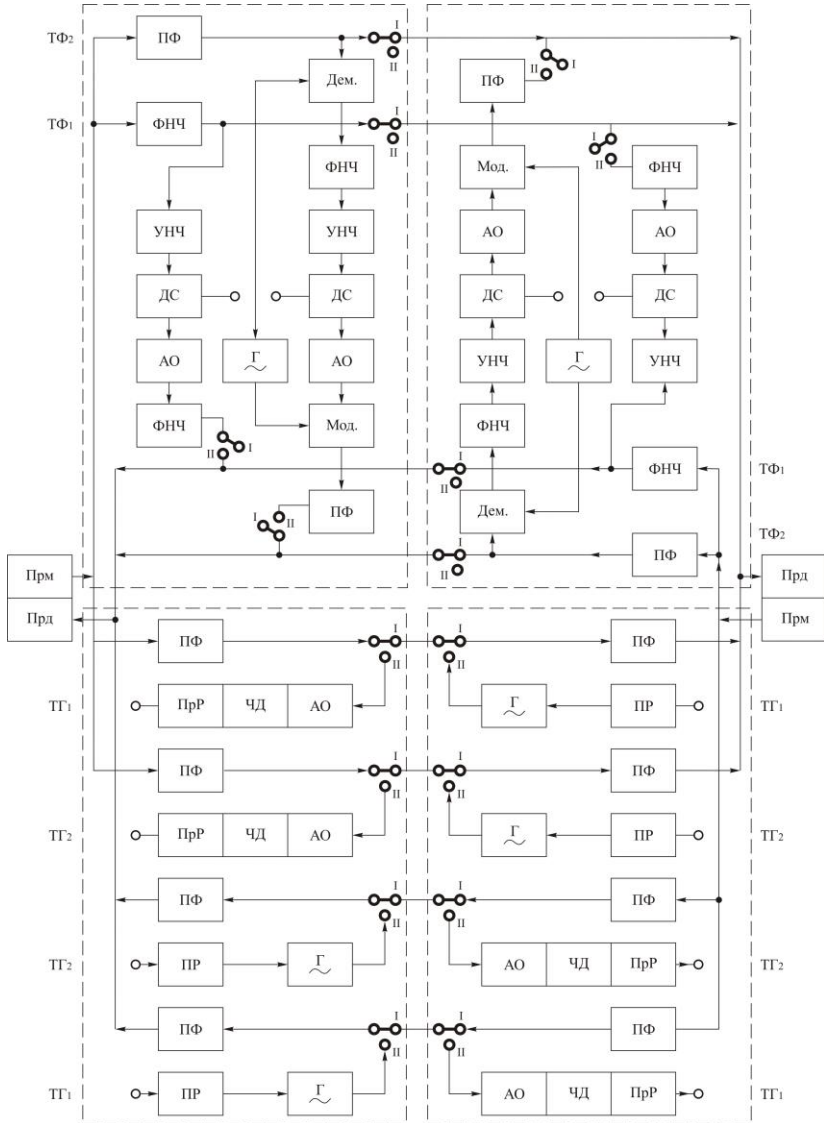 ТФ2 ПФ I II
Дем.
ПФ II I
ТФ1 ФНЧ I II
I II
ФНЧ Мод. ФНЧ
УНЧ УНЧ АО АО
ДС ДС ДС ДС
АО Г АО УНЧ Г УНЧ
ФНЧ Мод. ФНЧ
II I
I II ФНЧ ТФ1
I II ПФ Дем.
ТФ2
I II ПФ
Прм Прд
Прд Прм
ПФ I II I II ПФ
ТГ1 ПрР ЧД АО Г ПР ТГ1
ПФ I II I II ПФ
ТГ2 ПрР ЧД АО Г ПР ТГ2
ПФ I II I II ПФ
ТГ2 ПР Г АО ЧД ПрР ТГ2
ПФ I II I II ПФ
ТГ1 ПР Г АО ЧД ПрР ТГ1